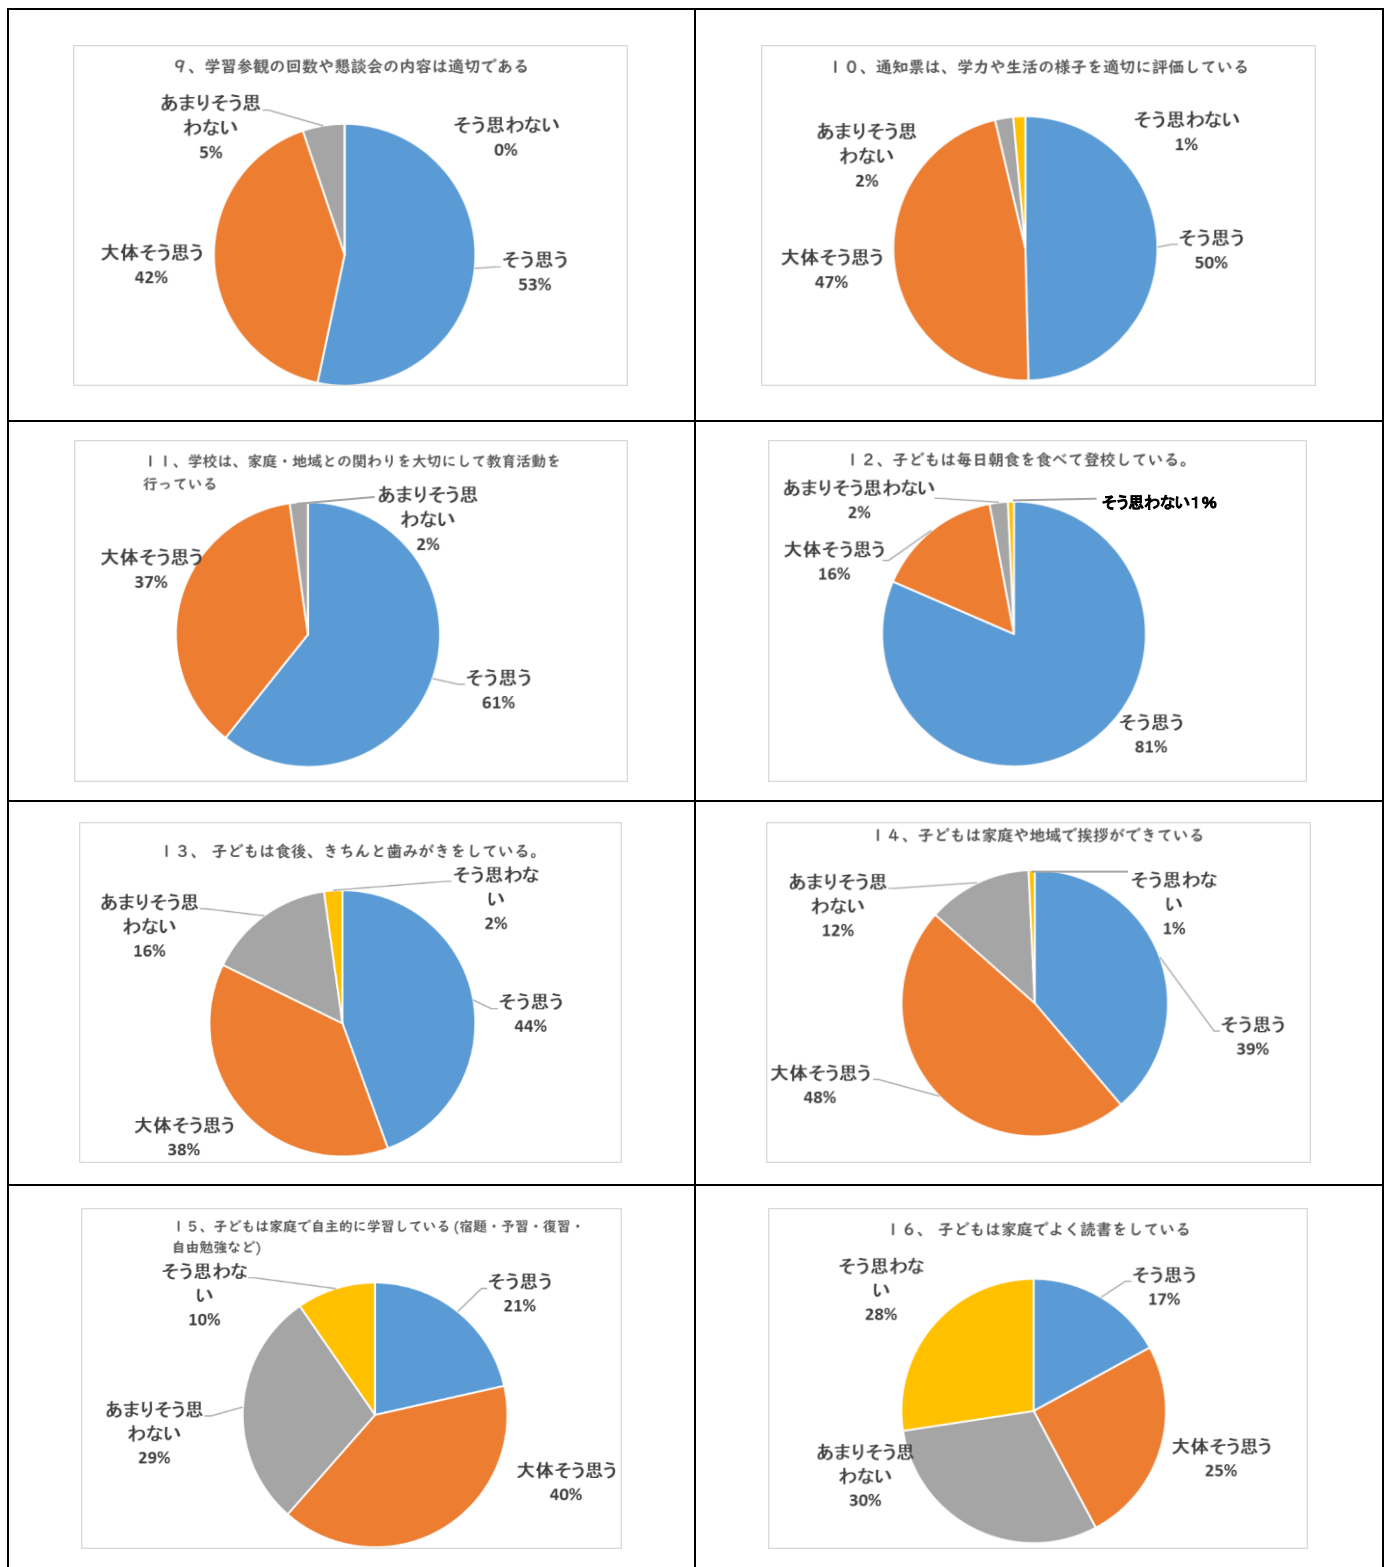 ９、学習参観の回数や懇談会の内容は適切である
あまりそう思
わない
5%
そう思わない
0%
大体そう思う
42%
そう思う
53%
１０、通知票は、学力や生活の様子を適切に評価している
あまりそう思
わない
2%
そう思わない
1%
大体そう思う
47%
そう思う
50%
１１、学校は、家庭・地域との関わりを大切にして教育活動を
行っている
あまりそう思
わない
2%
大体そう思う
37%
そう思う
61%
１２、子どもは毎日朝食を食べて登校している。
あまりそう思わない
2%
そう思わない１％
大体そう思う
16%
そう思う
81%
１３、 子どもは食後、きちんと歯みがきをしている。
そう思わな
い
2%
あまりそう思
わない
16%
そう思う
44%
大体そう思う
38%
１４、子どもは家庭や地域で挨拶ができている
あまりそう思
わない
12%
そう思わな
い
1%
そう思う
39%
大体そう思う
48%
１５、子どもは家庭で自主的に学習している (宿題・予習・復習・
自由勉強など)
そう思わな
い
10%
そう思う
21%
あまりそう思
わない
29%
大体そう思う
40%
１６、 子どもは家庭でよく読書をしている
そう思わな
い
28%
そう思う
17%
あまりそう思
わない
30%
大体そう思う
25%